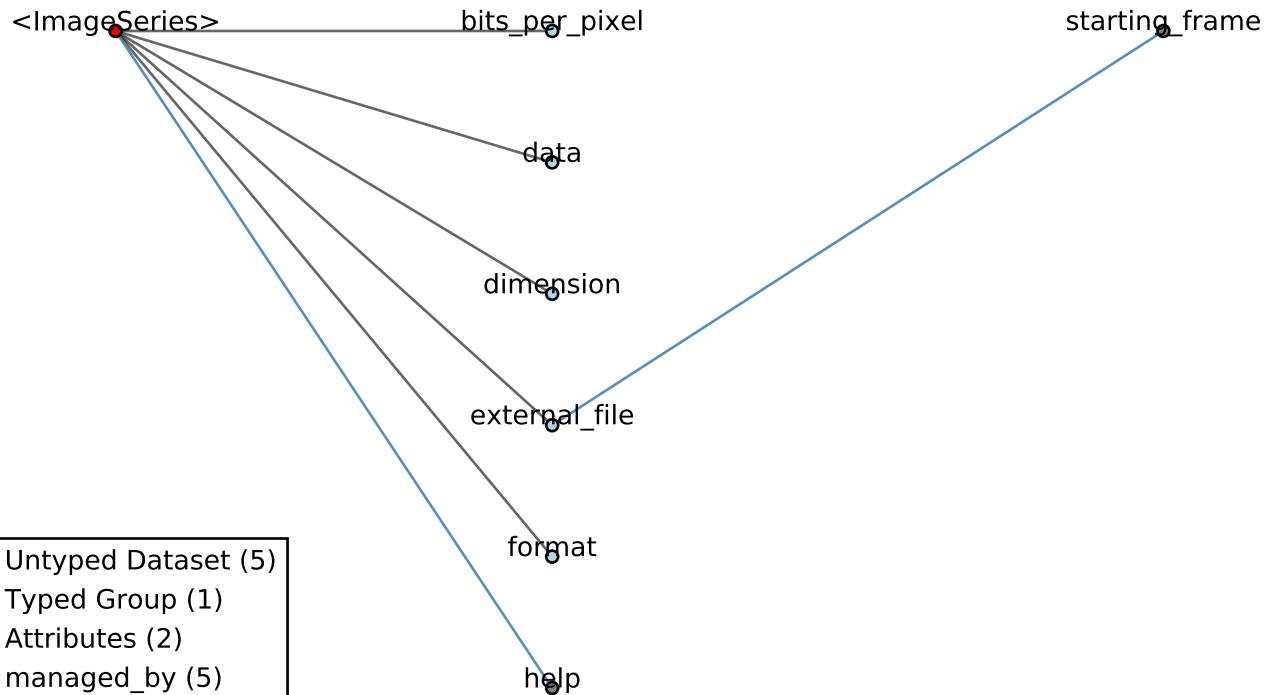 <ImageSeries>
bits_per_pixel
starting_frame
data
dimension
external_file
format
help
Untyped Dataset (5)
Typed Group (1)
Attributes (2)
managed_by (5)